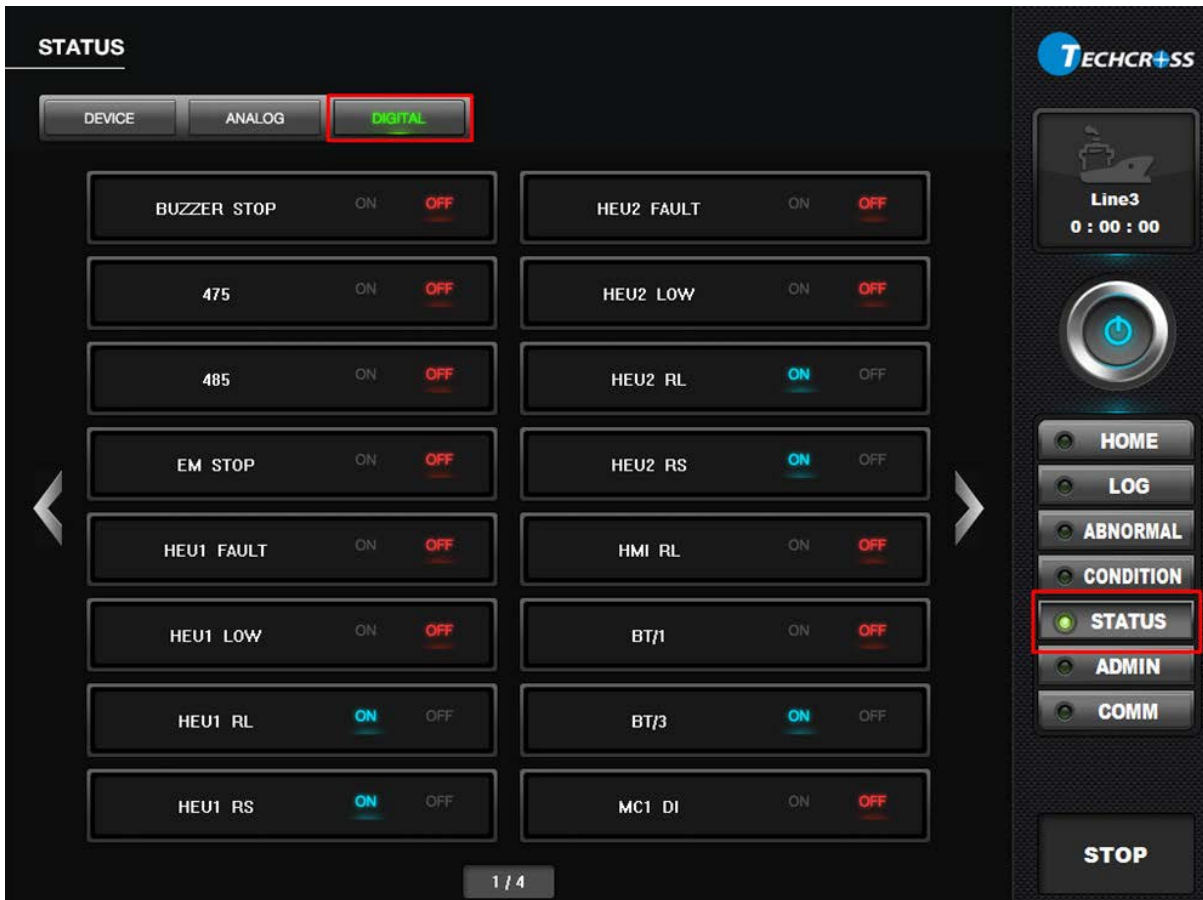 STATUS
TECHCROSS
DEVICE ANALOG DIGITAL
Line3
0 : 00 : 00
BUZZER STOP ON OFF
475 ON OFF
485 ON OFF
EM STOP ON OFF
HEU1 FAULT ON OFF
HEU1 LOW ON OFF
HEU1 RL ON OFF
HEU1 RS ON OFF
HEU2 FAULT ON OFF
HEU2 LOW ON OFF
HEU2 RL ON OFF
HEU2 RS ON OFF
HMI RL ON OFF
BT/1 ON OFF
BT/3 ON OFF
MC1 DI ON OFF
1 / 4
HOME
LOG
ABNORMAL
CONDITION
STATUS
ADMIN
COMM
STOP